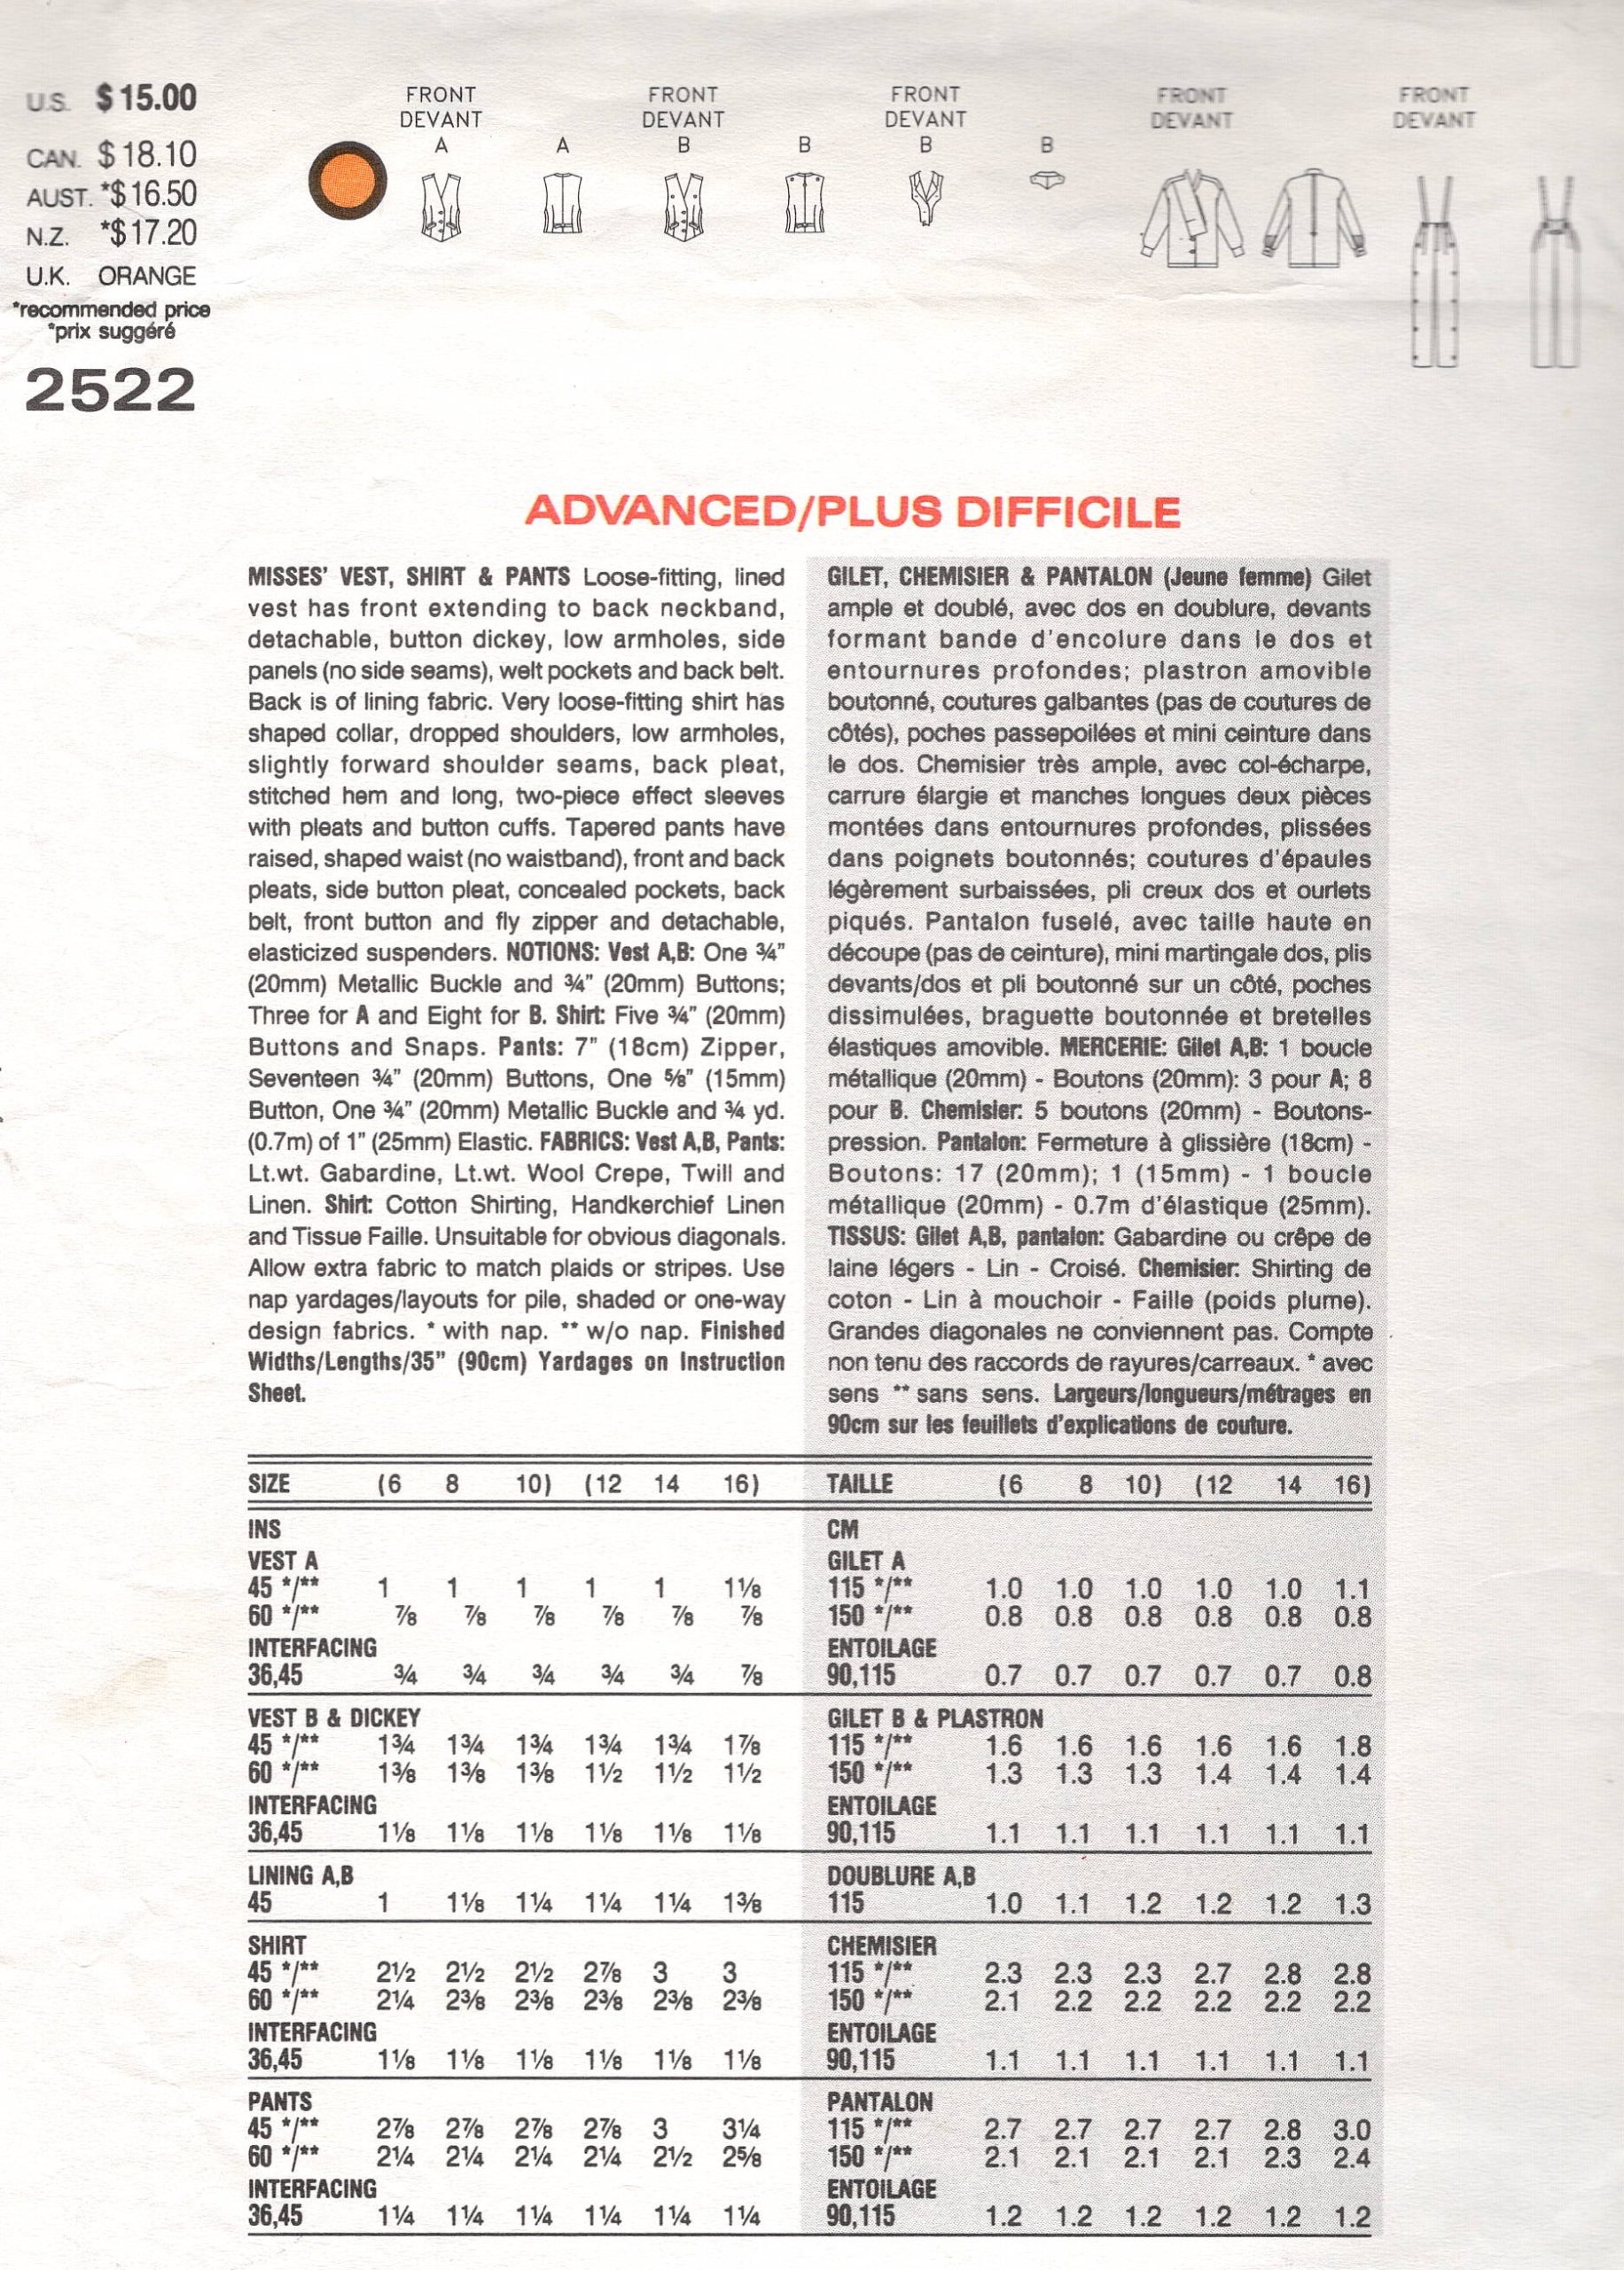 U.S. $15.00
CAN. $18.10
AUST. *$16.50
N.Z. *$17.20
U.K. ORANGE
*recommended price
*prix suggéré
2522
FRONT FRONT FRONT FRONT FRONT
DEVANT DEVANT DEVANT DEVANT DEVANT
A A B B B B
ADVANCED/PLUS DIFFICILE
MISSES' VEST, SHIRT & PANTS Loose-fitting, lined
vest has front extending to back neckband,
detachable, button dickey, low armholes, side
panels (no side seams), welt pockets and back belt.
Back is of lining fabric. Very loose-fitting shirt has
shaped collar, dropped shoulders, low armholes,
slightly forward shoulder seams, back pleat,
stitched hem and long, two-piece effect sleeves
with pleats and button cuffs. Tapered pants have
raised, shaped waist (no waistband), front and back
pleats, side button pleat, concealed pockets, back
belt, front button and fly zipper and detachable,
elasticized suspenders. NOTIONS: Vest A,B: One ¾"
(20mm) Metallic Buckle and ¾" (20mm) Buttons;
Three for A and Eight for B. Shirt: Five ¾" (20mm)
Buttons and Snaps. Pants: 7" (18cm) Zipper,
Seventeen ¾" (20mm) Buttons, One ⅝" (15mm)
Button, One ¾" (20mm) Metallic Buckle and ¾ yd.
(0.7m) of 1" (25mm) Elastic. FABRICS: Vest A,B, Pants:
Lt.wt. Gabardine, Lt.wt. Wool Crepe, Twill and
Linen. Shirt: Cotton Shirting, Handkerchief Linen
and Tissue Faille. Unsuitable for obvious diagonals.
Allow extra fabric to match plaids or stripes. Use
nap yardages/layouts for pile, shaded or one-way
design fabrics. * with nap. ** w/o nap. Finished
Widths/Lengths/35" (90cm) Yardages on Instruction
Sheet.
GILET, CHEMISIER & PANTALON (Jeune femme) Gilet
ample et doublé, avec dos en doublure, devants
formant bande d'encolure dans le dos et
entournures profondes; plastron amovible
boutonné, coutures galbantes (pas de coutures de
côtés), poches passepoilées et mini ceinture dans
le dos. Chemisier très ample, avec col-écharpe,
carrure élargie et manches longues deux pièces
montées dans entournures profondes, plissées
dans poignets boutonnés; coutures d'épaules
légèrement surbaissées, pli creux dos et ourlets
piqués. Pantalon fuselé, avec taille haute en
découpe (pas de ceinture), mini martingale dos, plis
devants/dos et pli boutonné sur un côté, poches
dissimulées, braguette boutonnée et bretelles
élastiques amovible. MERCERIE: Gilet A,B: 1 boucle
métallique (20mm) - Boutons (20mm): 3 pour A; 8
pour B. Chemisier: 5 boutons (20mm) - Boutons-
pression. Pantalon: Fermeture à glissière (18cm) -
Boutons: 17 (20mm); 1 (15mm) - 1 boucle
métallique (20mm) - 0.7m d'élastique (25mm).
TISSUS: Gilet A,B, pantalon: Gabardine ou crêpe de
laine légers - Lin - Croisé. Chemisier: Shirting de
coton - Lin à mouchoir - Faille (poids plume).
Grandes diagonales ne conviennent pas. Compte
non tenu des raccords de rayures/carreaux. * avec
sens ** sans sens. Largeurs/longueurs/métrages en
90cm sur les feuillets d'explications de couture.
SIZE (6 8 10) (12 14 16) TAILLE (6 8 10) (12 14 16)
INS CM
VEST A GILET A
45 */** 1 1 1 1 1 1⅛ 115 */** 1.0 1.0 1.0 1.0 1.0 1.1
60 */** ⅞ ⅞ ⅞ ⅞ ⅞ ⅞ 150 */** 0.8 0.8 0.8 0.8 0.8 0.8
INTERFACING ENTOILAGE
36,45 ¾ ¾ ¾ ¾ ¾ ⅞ 90,115 0.7 0.7 0.7 0.7 0.7 0.8
VEST B & DICKEY GILET B & PLASTRON
45 */** 1¾ 1¾ 1¾ 1¾ 1¾ 1⅞ 115 */** 1.6 1.6 1.6 1.6 1.6 1.8
60 */** 1⅜ 1⅜ 1⅜ 1½ 1½ 1½ 150 */** 1.3 1.3 1.3 1.4 1.4 1.4
INTERFACING ENTOILAGE
36,45 1⅛ 1⅛ 1⅛ 1⅛ 1⅛ 1⅛ 90,115 1.1 1.1 1.1 1.1 1.1 1.1
LINING A,B DOUBLURE A,B
45 1 1⅛ 1¼ 1¼ 1¼ 1⅜ 115 1.0 1.1 1.2 1.2 1.2 1.3
SHIRT CHEMISIER
45 */** 2½ 2½ 2½ 2⅞ 3 3 115 */** 2.3 2.3 2.3 2.7 2.8 2.8
60 */** 2¼ 2⅜ 2⅜ 2⅜ 2⅜ 2⅜ 150 */** 2.1 2.2 2.2 2.2 2.2 2.2
INTERFACING ENTOILAGE
36,45 1⅛ 1⅛ 1⅛ 1⅛ 1⅛ 1⅛ 90,115 1.1 1.1 1.1 1.1 1.1 1.1
PANTS PANTALON
45 */** 2⅞ 2⅞ 2⅞ 2⅞ 3 3¼ 115 */** 2.7 2.7 2.7 2.7 2.8 3.0
60 */** 2¼ 2¼ 2¼ 2¼ 2½ 2⅝ 150 */** 2.1 2.1 2.1 2.1 2.3 2.4
INTERFACING ENTOILAGE
36,45 1¼ 1¼ 1¼ 1¼ 1¼ 1¼ 90,115 1.2 1.2 1.2 1.2 1.2 1.2